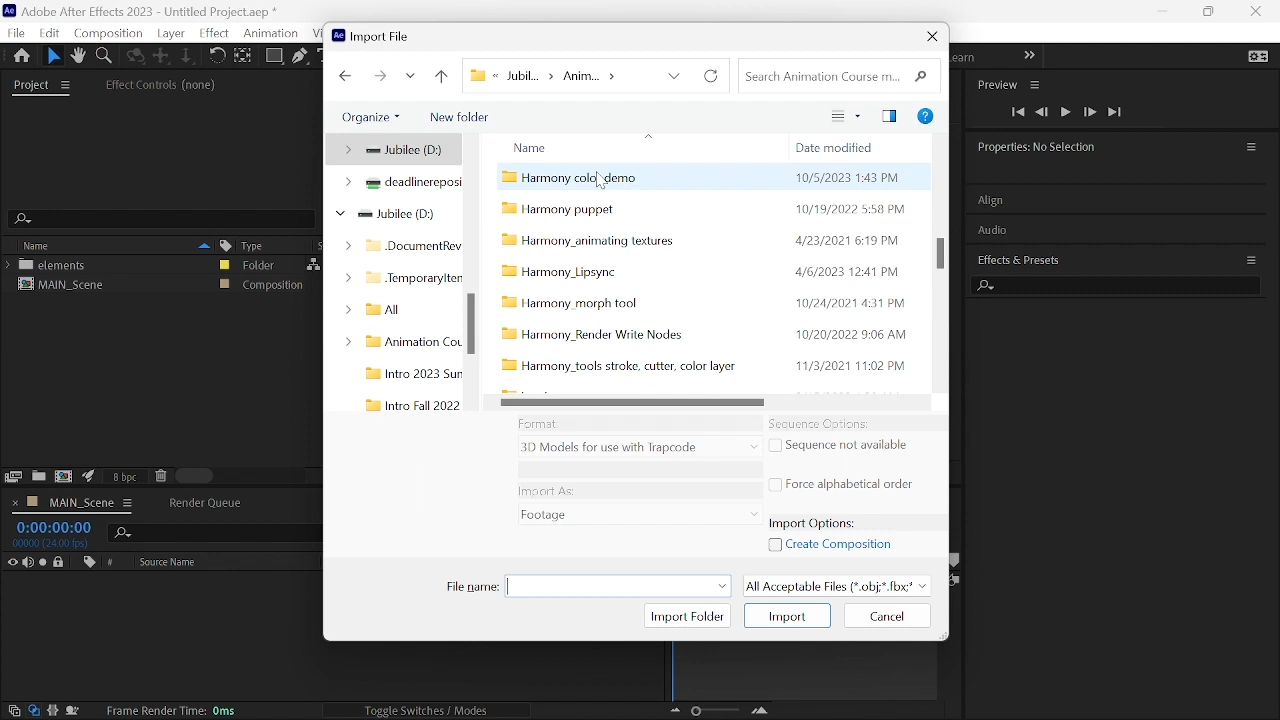 Ae Adobe After Effects 2023 - Untitled Project.aep *
File Edit Composition Layer Effect Animation
Ae Import File
« Jubil... > Anim... >
Search Animation Course m...
Organize
New folder
?
Jubilee (D:)
deadlinereposi
Jubilee (D:)
.DocumentRev
.TemporaryIten
All
Animation Cou
Intro 2023 Sun
Intro Fall 2022
Name Date modified
Harmony color demo 10/5/2023 1:43 PM
Harmony puppet 10/19/2022 5:58 PM
Harmony_animating textures 4/23/2021 6:19 PM
Harmony_Lipsync 4/6/2023 12:41 PM
Harmony_morph tool 10/24/2021 4:31 PM
Harmony_Render Write Nodes 10/20/2022 9:06 AM
Harmony_tools stroke, cutter, color layer 11/3/2021 11:02 PM
Format:
3D Models for use with Trapcode
Import As:
Footage
Sequence Options:
Sequence not available
Force alphabetical order
Import Options:
Create Composition
File name:
All Acceptable Files (*.obj;*.fbx;*
Import Folder
Import
Cancel
Project
Effect Controls (none)
Name Type S
elements Folder
MAIN_Scene Composition
8 bpc
MAIN_Scene
Render Queue
0:00:00:00
00000 (24.00 fps)
# Source Name
Frame Render Time: 0ms
Toggle Switches / Modes
earn
Preview
Properties: No Selection
Align
Audio
Effects & Presets